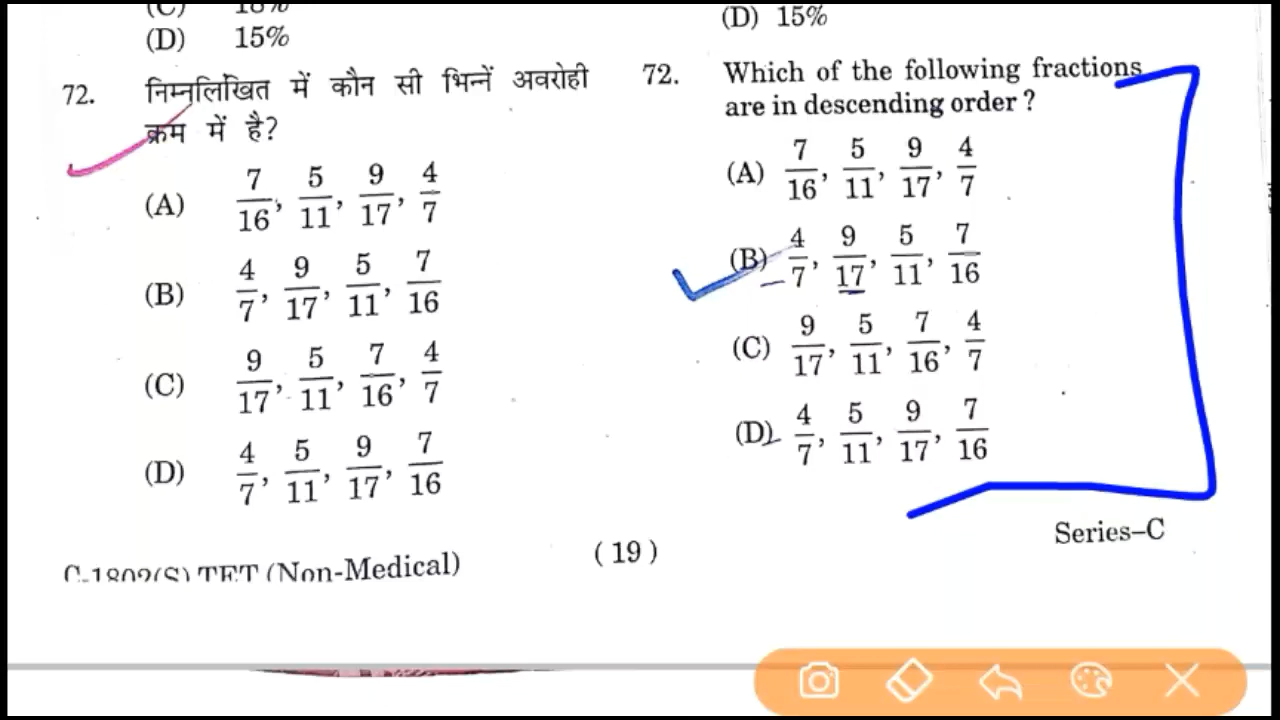 (D) 15%
72. निम्नलिखित में कौन सी भिन्नें अवरोही
क्रम में है?
(A) 7/16, 5/11, 9/17, 4/7
(B) 4/7, 9/17, 5/11, 7/16
(C) 9/17, 5/11, 7/16, 4/7
(D) 4/7, 5/11, 9/17, 7/16
(D) 15%
72. Which of the following fractions
are in descending order ?
(A) 7/16, 5/11, 9/17, 4/7
(B) 4/7, 9/17, 5/11, 7/16
(C) 9/17, 5/11, 7/16, 4/7
(D) 4/7, 5/11, 9/17, 7/16
Series–C
C-1802(S) TET (Non-Medical)
( 19 )